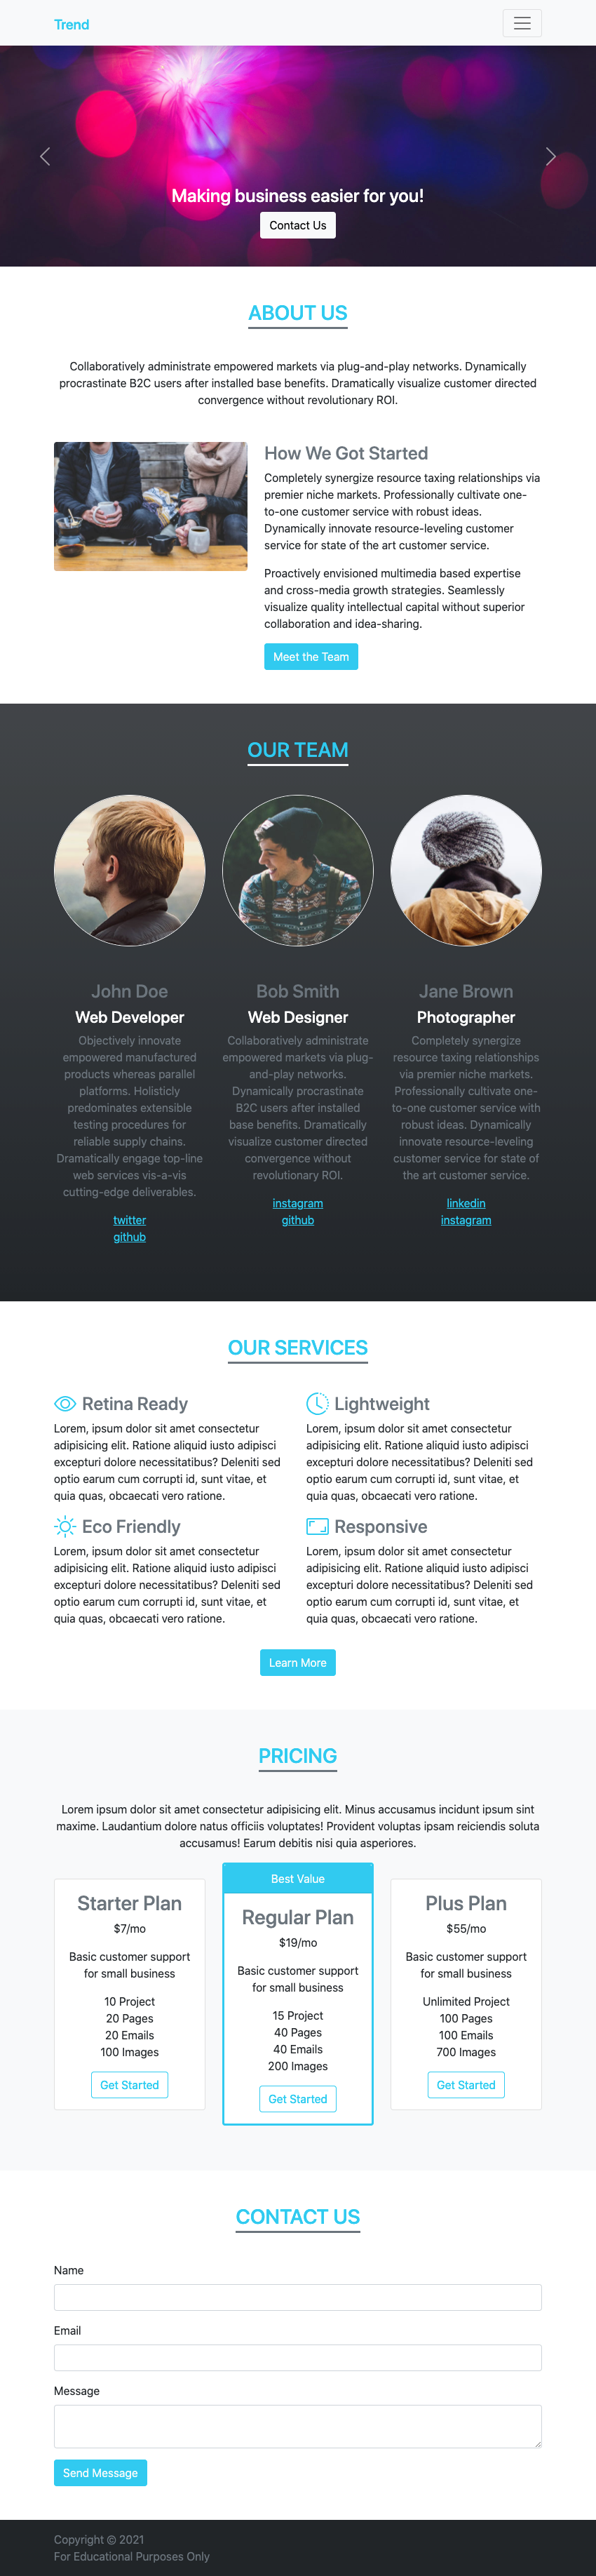 Trend
Making business easier for you!
Contact Us
ABOUT US
Collaboratively administrate empowered markets via plug-and-play networks. Dynamically
procrastinate B2C users after installed base benefits. Dramatically visualize customer directed
convergence without revolutionary ROI.
How We Got Started
Completely synergize resource taxing relationships via
premier niche markets. Professionally cultivate one-
to-one customer service with robust ideas.
Dynamically innovate resource-leveling customer
service for state of the art customer service.
Proactively envisioned multimedia based expertise
and cross-media growth strategies. Seamlessly
visualize quality intellectual capital without superior
collaboration and idea-sharing.
Meet the Team
OUR TEAM
John Doe
Web Developer
Objectively innovate
empowered manufactured
products whereas parallel
platforms. Holisticly
predominates extensible
testing procedures for
reliable supply chains.
Dramatically engage top-line
web services vis-a-vis
cutting-edge deliverables.
twitter
github
Bob Smith
Web Designer
Collaboratively administrate
empowered markets via plug-
and-play networks.
Dynamically procrastinate
B2C users after installed
base benefits. Dramatically
visualize customer directed
convergence without
revolutionary ROI.
instagram
github
Jane Brown
Photographer
Completely synergize
resource taxing relationships
via premier niche markets.
Professionally cultivate one-
to-one customer service with
robust ideas. Dynamically
innovate resource-leveling
customer service for state of
the art customer service.
linkedin
instagram
OUR SERVICES
Retina Ready
Lorem, ipsum dolor sit amet consectetur
adipisicing elit. Ratione aliquid iusto adipisci
excepturi dolore necessitatibus? Deleniti sed
optio earum cum corrupti id, sunt vitae, et
quia quas, obcaecati vero ratione.
Lightweight
Lorem, ipsum dolor sit amet consectetur
adipisicing elit. Ratione aliquid iusto adipisci
excepturi dolore necessitatibus? Deleniti sed
optio earum cum corrupti id, sunt vitae, et
quia quas, obcaecati vero ratione.
Eco Friendly
Lorem, ipsum dolor sit amet consectetur
adipisicing elit. Ratione aliquid iusto adipisci
excepturi dolore necessitatibus? Deleniti sed
optio earum cum corrupti id, sunt vitae, et
quia quas, obcaecati vero ratione.
Responsive
Lorem, ipsum dolor sit amet consectetur
adipisicing elit. Ratione aliquid iusto adipisci
excepturi dolore necessitatibus? Deleniti sed
optio earum cum corrupti id, sunt vitae, et
quia quas, obcaecati vero ratione.
Learn More
PRICING
Lorem ipsum dolor sit amet consectetur adipisicing elit. Minus accusamus incidunt ipsum sint
maxime. Laudantium dolore natus officiis voluptates! Provident voluptas ipsam reiciendis soluta
accusamus! Earum debitis nisi quia asperiores.
Starter Plan
$7/mo
Basic customer support
for small business
10 Project
20 Pages
20 Emails
100 Images
Get Started
Best Value
Regular Plan
$19/mo
Basic customer support
for small business
15 Project
40 Pages
40 Emails
200 Images
Get Started
Plus Plan
$55/mo
Basic customer support
for small business
Unlimited Project
100 Pages
100 Emails
700 Images
Get Started
CONTACT US
Name
Email
Message
Send Message
Copyright © 2021
For Educational Purposes Only